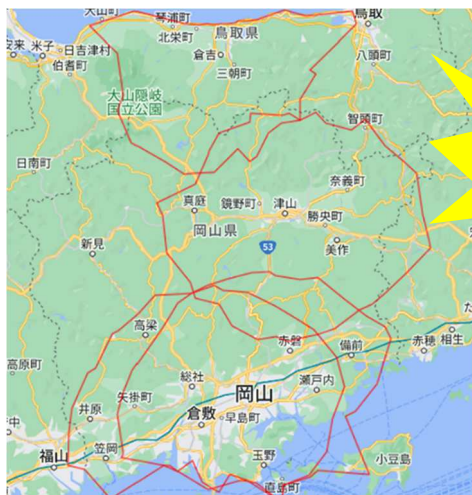 大山町
琴浦町
鳥取県
鳥取
北栄町
米子
日吉津村
倉吉
八頭町
伯耆町
三朝町
大山隠岐
国立公園
智頭町
日南町
奈義町
真庭
鏡野町
津山
勝央町
岡山県
新見
53
美作
高梁
赤磐
備前
赤穂
相生
高原町
総社
岡山
瀬戸内
矢掛町
井原
倉敷
早島町
福山
笠岡
玉野
小豆島
直島町